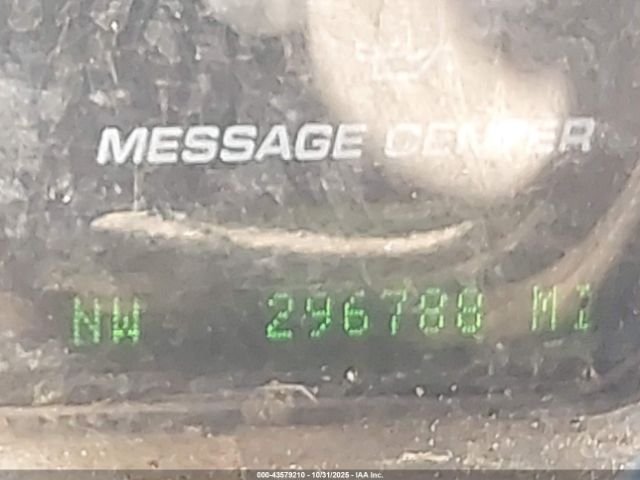 MESSAGE CENTER
NW 296788 MI
000-43579210 - 10/31/2025 - IAA Inc.